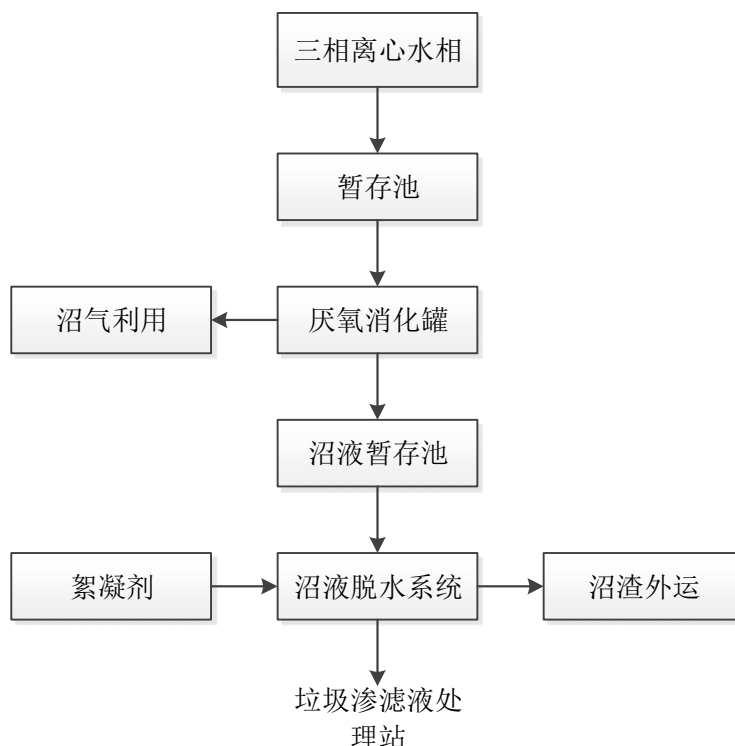 三相离心水相
暂存池
沼气利用
厌氧消化罐
沼液暂存池
絮凝剂
沼液脱水系统
沼渣外运
垃圾渗滤液处
理站